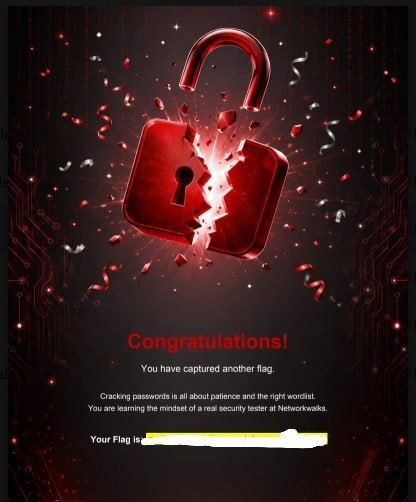 Congratulations!
You have captured another flag.
Cracking passwords is all about patience and the right wordlist.
You are learning the mindset of a real security tester at Networkwalks.
Your Flag is: